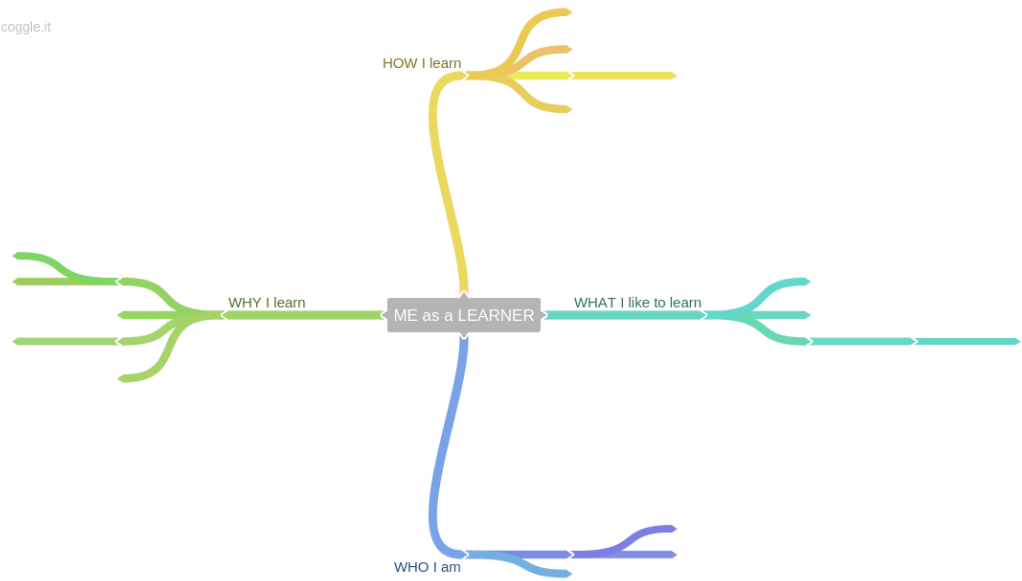 coggle.it
HOW I learn
WHY I learn
ME as a LEARNER
WHAT I like to learn
WHO I am